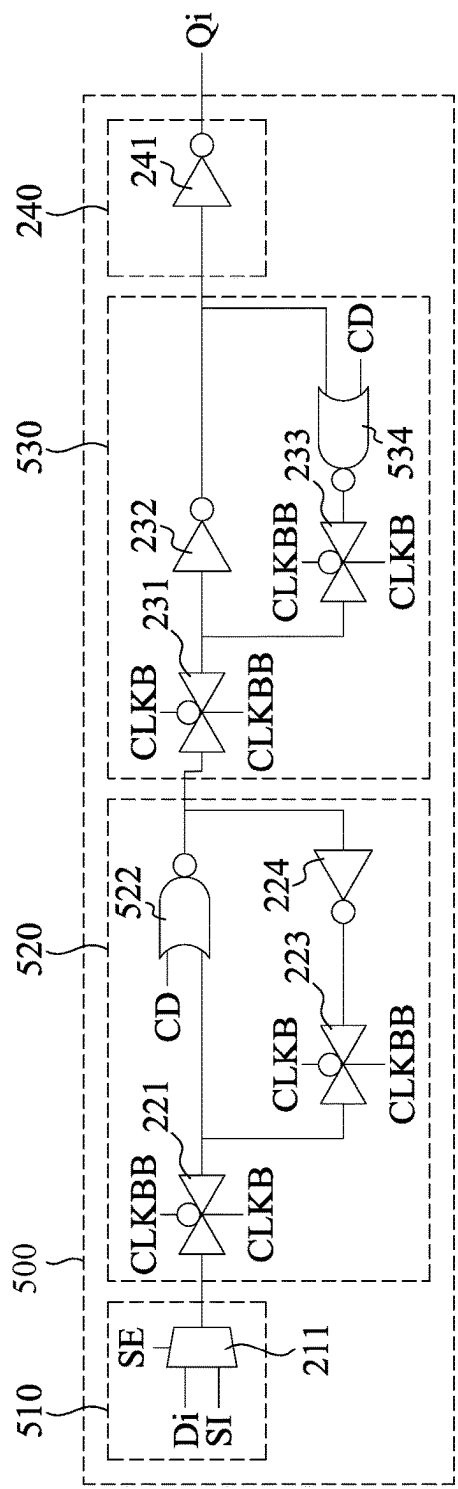 500
510
SE
Di
SI
211
520
CLKBB
221
CLKB
CD
522
CLKB
223
CLKBB
224
530
CLKB
231
CLKBB
232
CLKBB
233
CLKB
534
CD
240
241
Qi